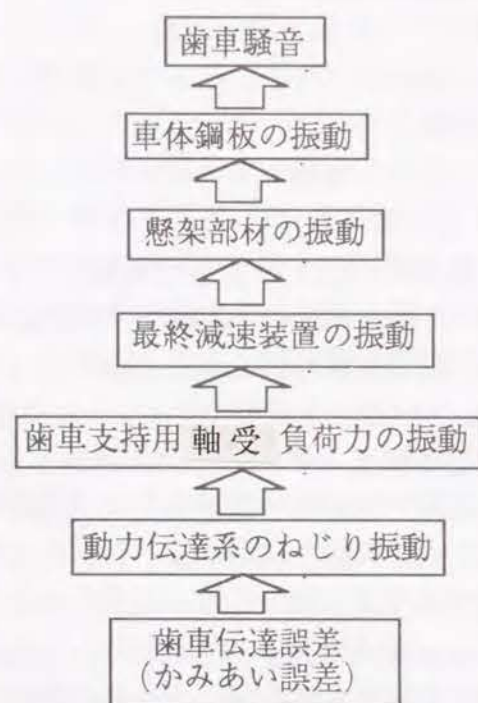 歯車騒音
車体鋼板の振動
懸架部材の振動
最終減速装置の振動
歯車支持用 軸受 負荷力の振動
動力伝達系のねじり振動
歯車伝達誤差
(かみあい誤差)